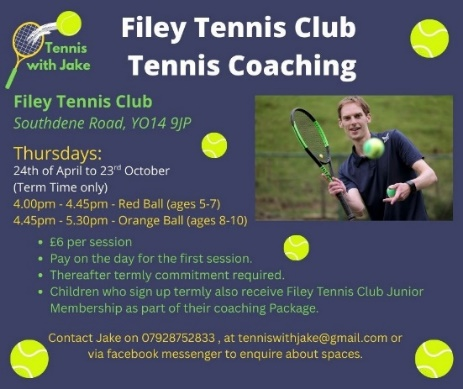 Tennis
with Jake
Filey Tennis Club
Tennis Coaching
Filey Tennis Club
Southdene Road, YO14 9JP
Thursdays:
24th of April to 23rd October
(Term Time only)
4.00pm - 4.45pm - Red Ball (ages 5-7)
4.45pm - 5.30pm - Orange Ball (ages 8-10)
• £6 per session
• Pay on the day for the first session.
• Thereafter termly commitment required.
• Children who sign up termly also receive Filey Tennis Club Junior
Membership as part of their coaching Package.
Contact Jake on 07928752833 , at tenniswithjake@gmail.com or
via facebook messenger to enquire about spaces.